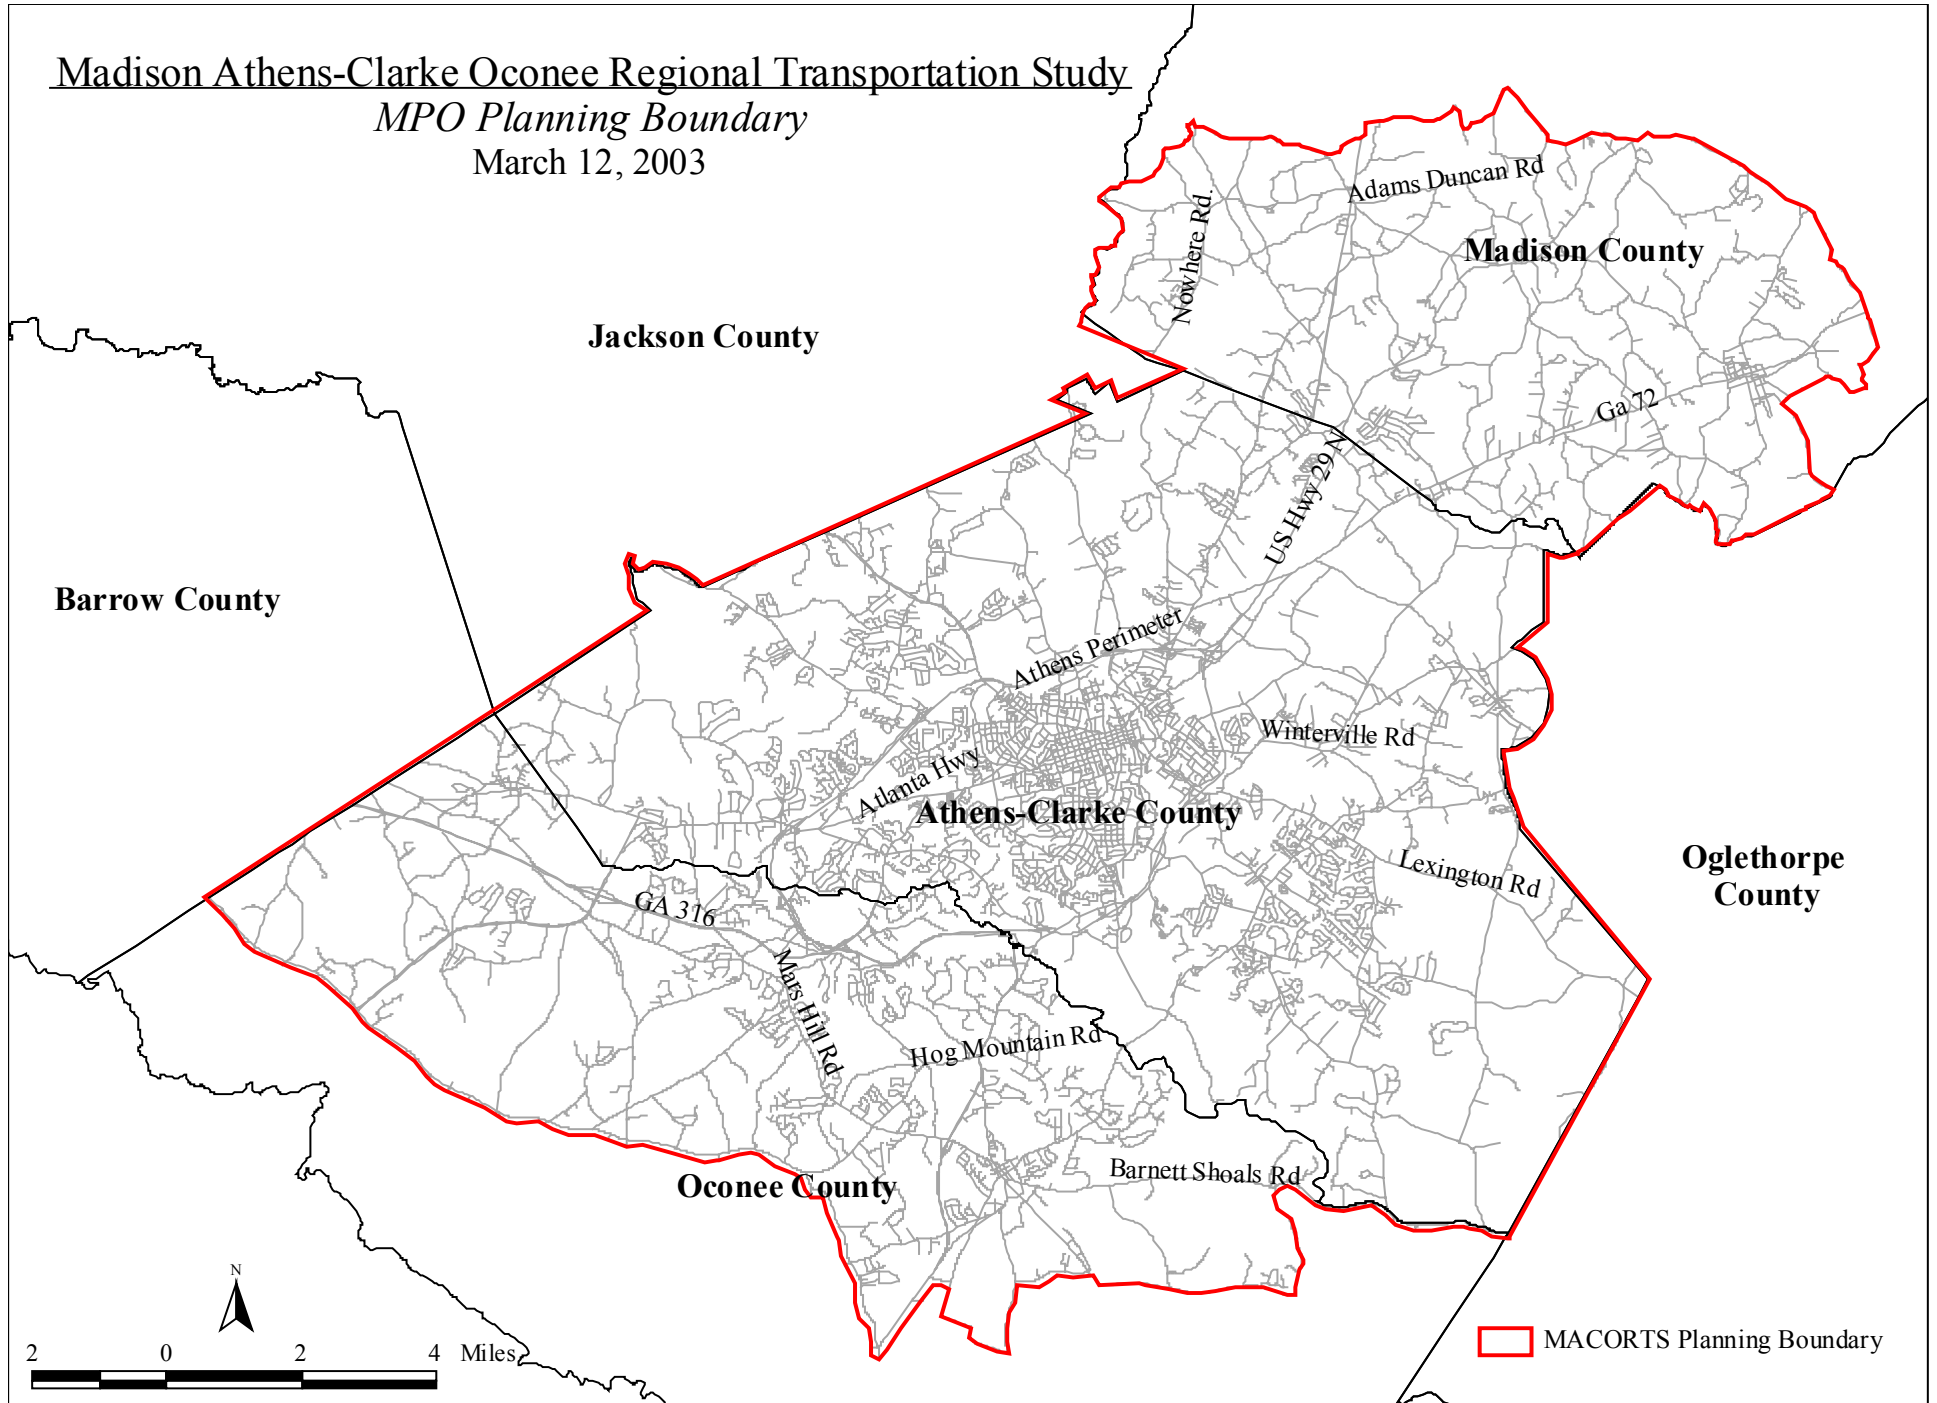 Madison Athens-Clarke Oconee Regional Transportation Study
MPO Planning Boundary
March 12, 2003
Adams Duncan Rd
Nowhere Rd.
Madison County
Jackson County
Ga 72
US Hwy 29 N
Barrow County
Athens Perimeter
Winterville Rd
Atlanta Hwy
Athens-Clarke County
Lexington Rd
Oglethorpe
County
GA 316
Mars Hill Rd
Hog Mountain Rd
Barnett Shoals Rd
Oconee County
N
2 0 2 4 Miles
MACORTS Planning Boundary